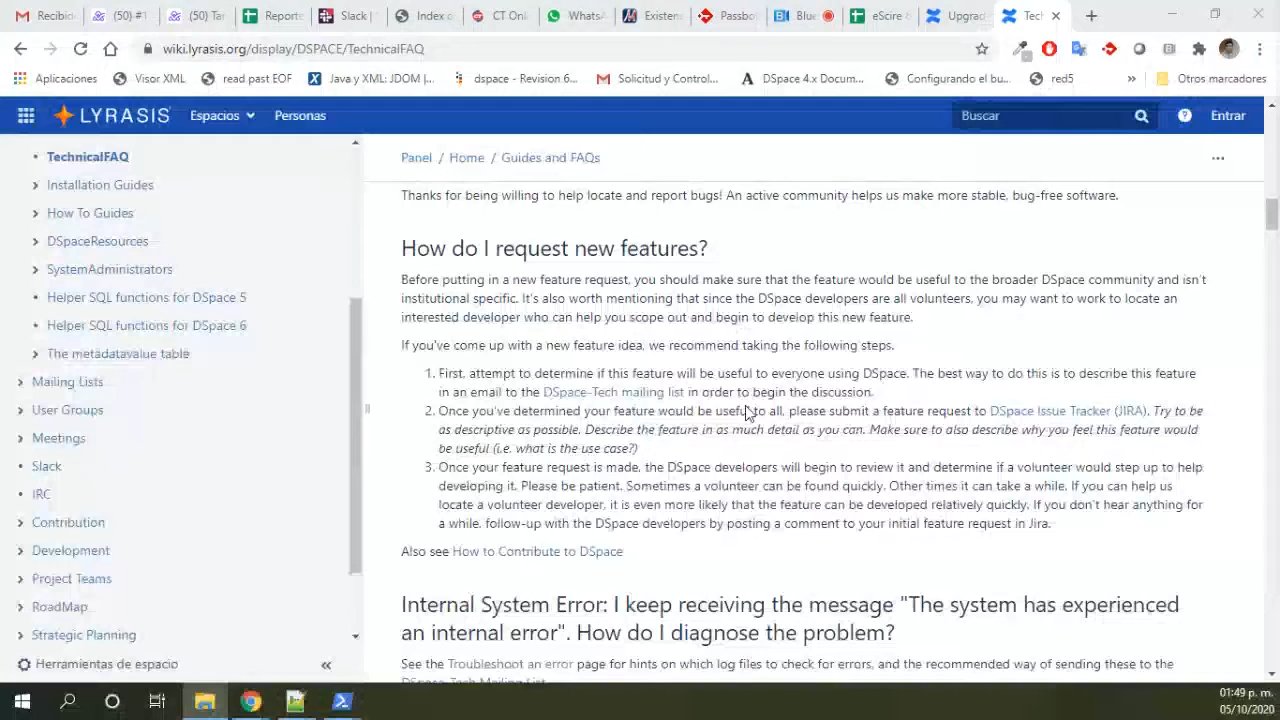 Recibi
(50) #1
(50) Tar
Reporte
Slack |
Index o
CT Onl
WhatsA
Existen
Passbo
Blue
eScire &
Upgrad
Tech
wiki.lyrasis.org/display/DSPACE/TechnicalFAQ
Aplicaciones
Visor XML
read past EOF
Java y XML: JDOM |...
dspace - Revision 6...
Solicitud y Control...
DSpace 4.x Docum...
Configurando el bu...
red5
»
Otros marcadores
LYRASIS
Espacios
Personas
Buscar
Entrar
TechnicalFAQ
Installation Guides
How To Guides
DSpaceResources
SystemAdministrators
Helper SQL functions for DSpace 5
Helper SQL functions for DSpace 6
The metadatavalue table
Mailing Lists
User Groups
Meetings
Slack
IRC
Contribution
Development
Project Teams
RoadMap
Strategic Planning
Herramientas de espacio
Panel / Home / Guides and FAQs
Thanks for being willing to help locate and report bugs! An active community helps us make more stable, bug-free software.
How do I request new features?
Before putting in a new feature request, you should make sure that the feature would be useful to the broader DSpace community and isn't
institutional specific. It's also worth mentioning that since the DSpace developers are all volunteers, you may want to work to locate an
interested developer who can help you scope out and begin to develop this new feature.
If you've come up with a new feature idea, we recommend taking the following steps.
1. First, attempt to determine if this feature will be useful to everyone using DSpace. The best way to do this is to describe this feature
in an email to the DSpace-Tech mailing list in order to begin the discussion.
2. Once you've determined your feature would be useful to all, please submit a feature request to DSpace Issue Tracker (JIRA). Try to be
as descriptive as possible. Describe the feature in as much detail as you can. Make sure to also describe why you feel this feature would
be useful (i.e. what is the use case?)
3. Once your feature request is made, the DSpace developers will begin to review it and determine if a volunteer would step up to help
developing it. Please be patient. Sometimes a volunteer can be found quickly. Other times it can take a while. If you can help us
locate a volunteer developer, it is even more likely that the feature can be developed relatively quickly. If you don't hear anything for
a while, follow-up with the DSpace developers by posting a comment to your initial feature request in Jira.
Also see How to Contribute to DSpace
Internal System Error: I keep receiving the message "The system has experienced
an internal error". How do I diagnose the problem?
See the Troubleshoot an error page for hints on which log files to check for errors, and the recommended way of sending these to the
DSpace-Tech Mailing List
01:49 p. m.
05/10/2020